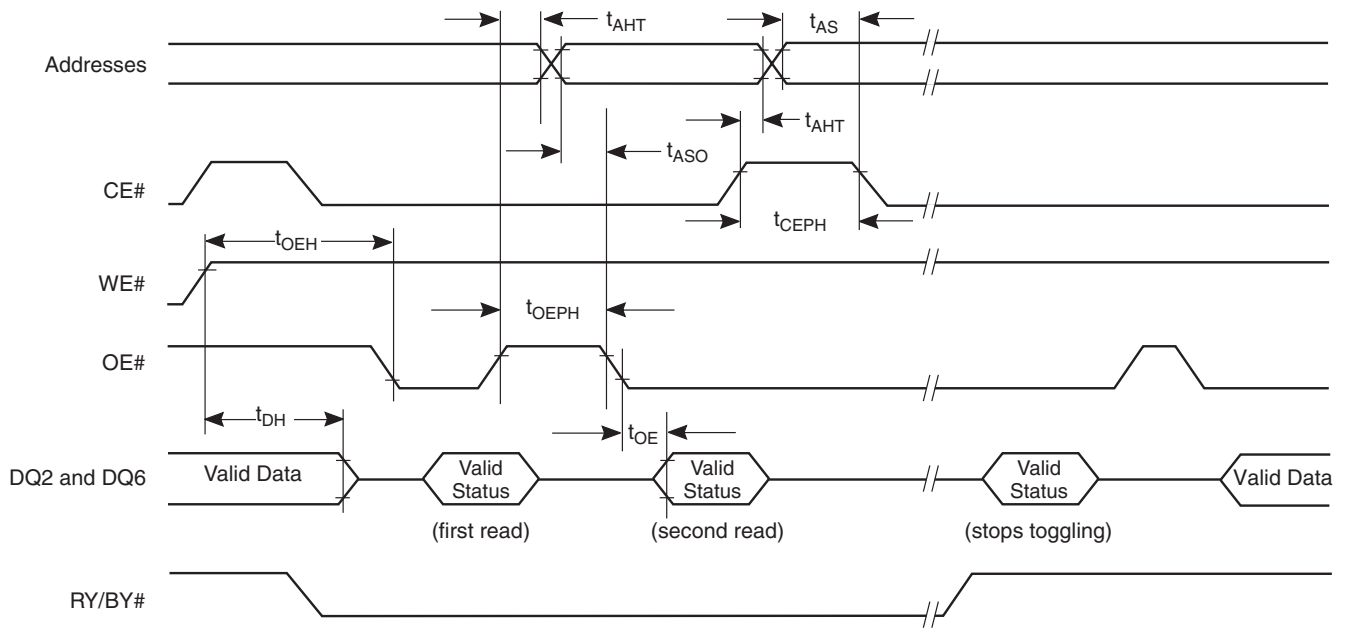 tAHT
tAS
Addresses
tAHT
tASO
CE#
tCEPH
tOEH
WE#
tOEPH
OE#
tDH
tOE
DQ2 and DQ6
Valid Data
Valid
Status
Valid
Status
Valid
Status
Valid Data
(first read)
(second read)
(stops toggling)
RY/BY#